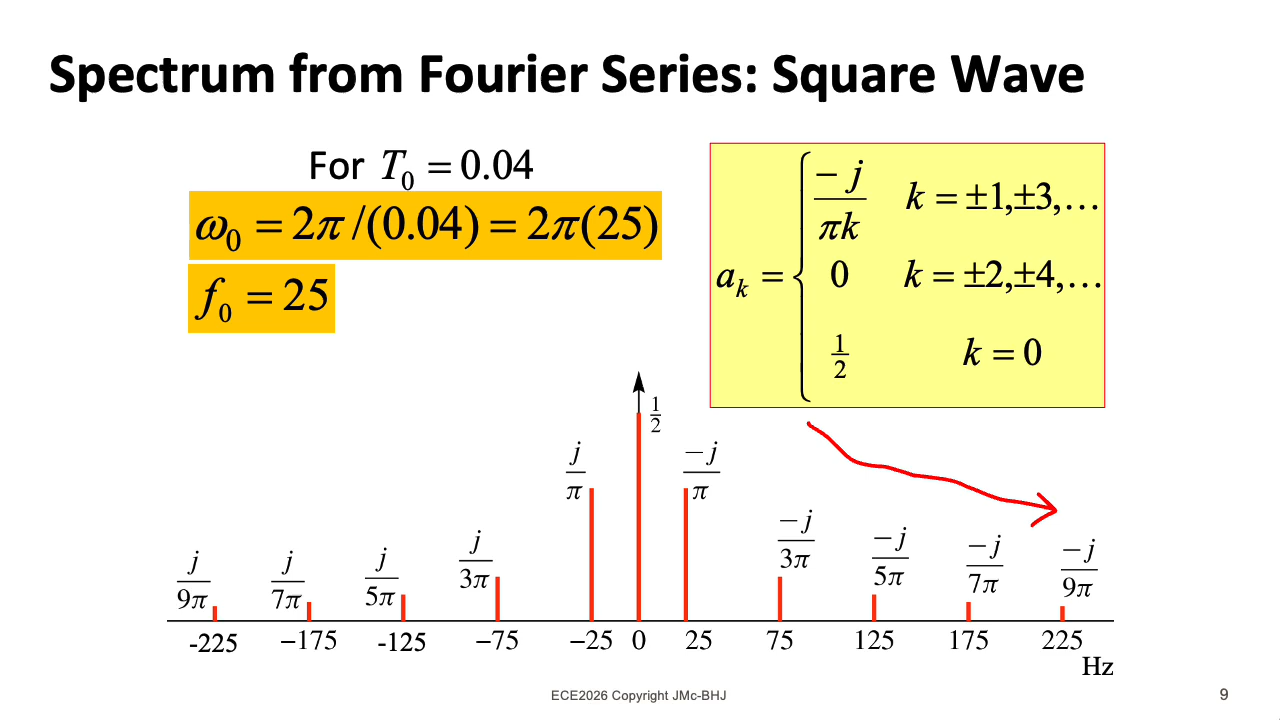 Spectrum from Fourier Series: Square Wave
For T₀ = 0.04
ω₀ = 2π /(0.04) = 2π(25)
f₀ = 25
aₖ = { −j/πk k = ±1,±3,…
0 k = ±2,±4,…
1/2 k = 0
1/2
j/9π j/7π j/5π j/3π j/π −j/π −j/3π −j/5π −j/7π −j/9π
-225 −175 -125 −75 −25 0 25 75 125 175 225
Hz
ECE2026 Copyright JMc-BHJ
9